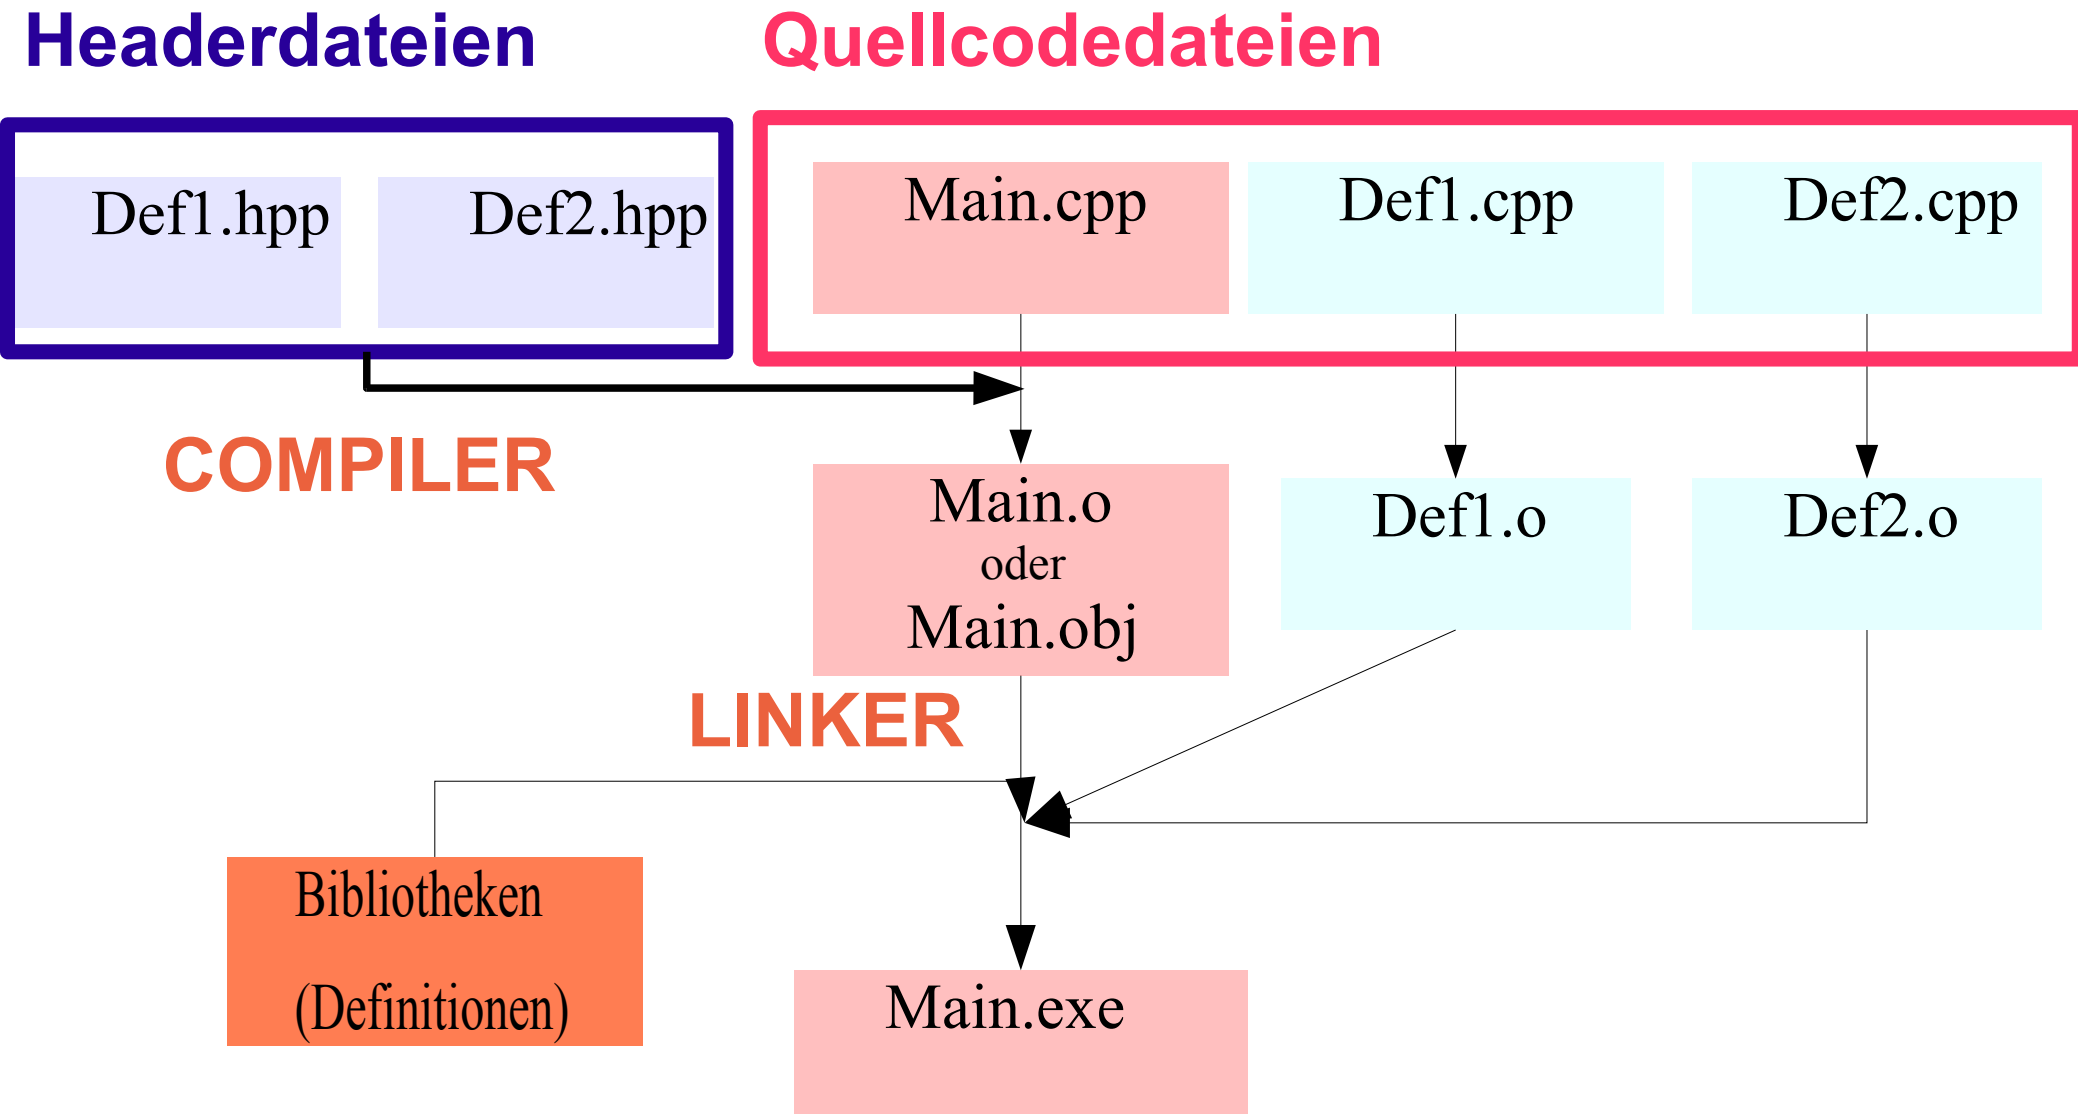 Headerdateien
Quellcodedateien
Def1.hpp
Def2.hpp
Main.cpp
Def1.cpp
Def2.cpp
COMPILER
Main.o
oder
Main.obj
Def1.o
Def2.o
LINKER
Bibliotheken
(Definitionen)
Main.exe